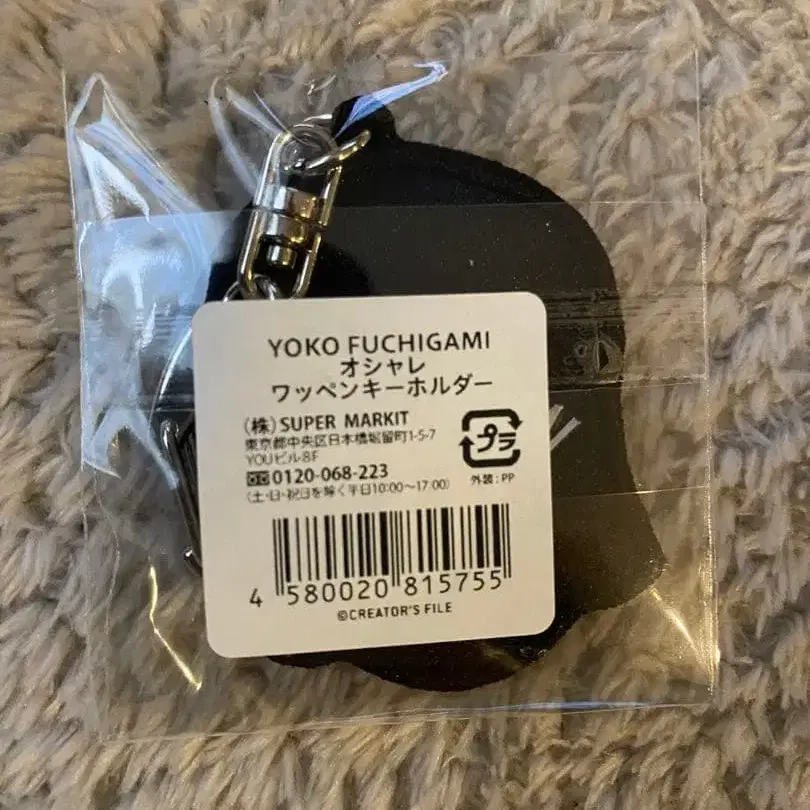 YOKO FUCHIGAMI
オシャレ
ワッペンキーホルダー
(株)SUPER MARKIT
東京都中央区日本橋堀留町1-5-7
YOUビル8F
0120-068-223
(土・日・祝日を除く平日10:00〜17:00)
プラ
外装:PP
4 580020 815755
©CREATOR'S FILE